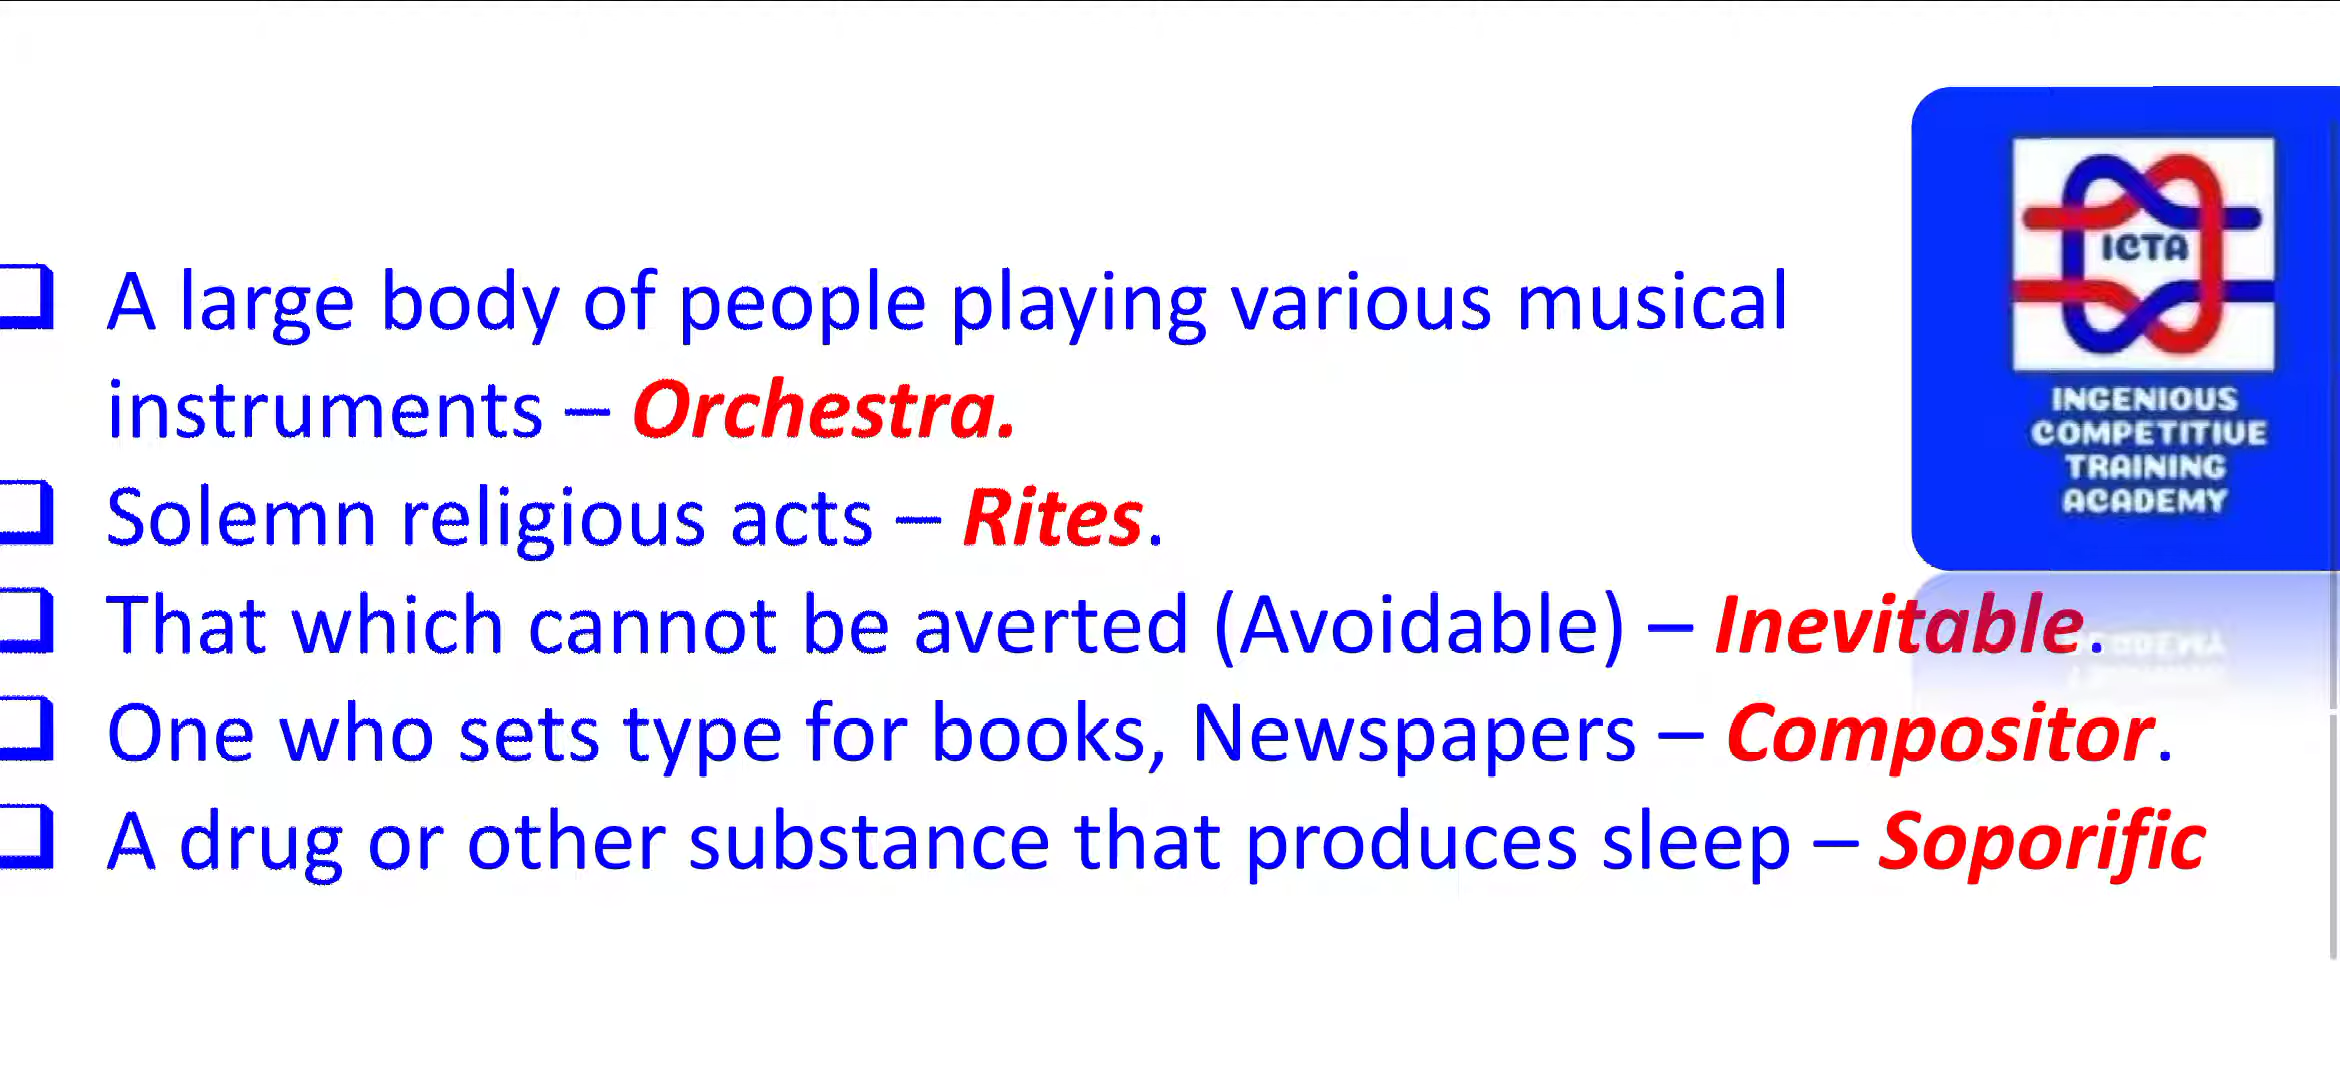 A large body of people playing various musical
instruments – Orchestra.
Solemn religious acts – Rites.
That which cannot be averted (Avoidable) – Inevitable.
One who sets type for books, Newspapers – Compositor.
A drug or other substance that produces sleep – Soporific
ICTA
INGENIOUS
COMPETITIVE
TRAINING
ACADEMY